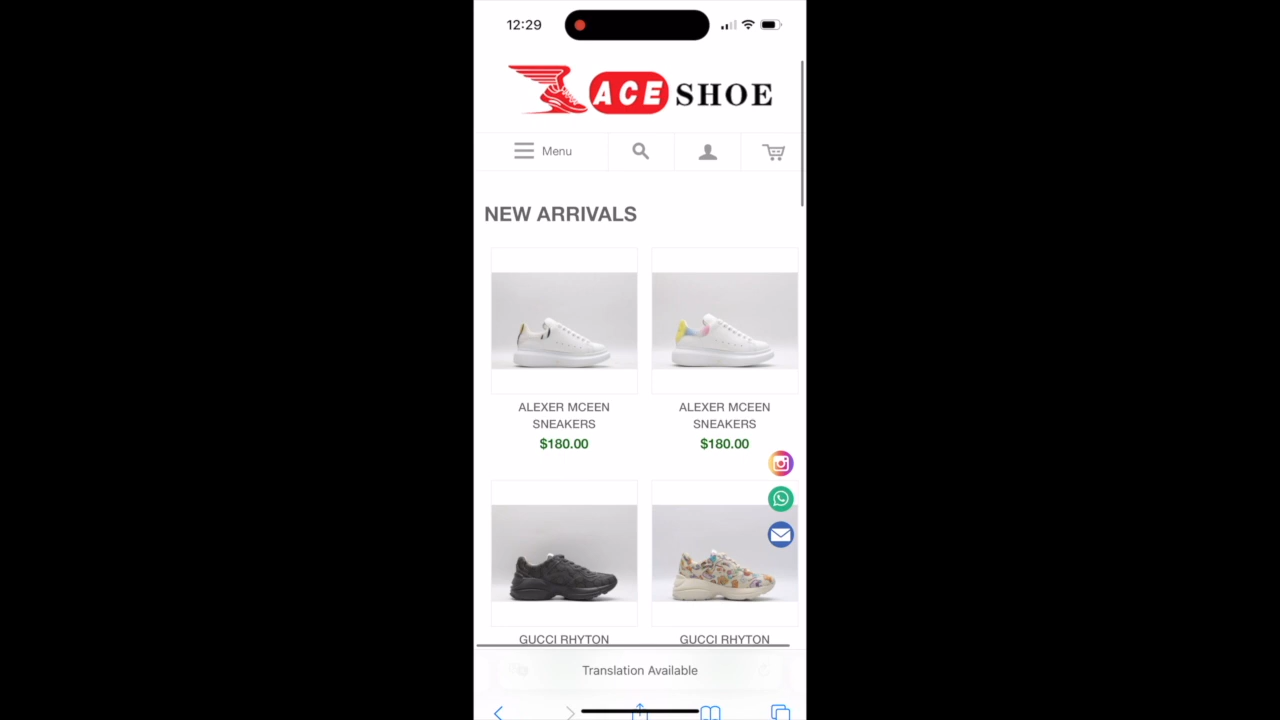 12:29
ACE SHOE
Menu
NEW ARRIVALS
ALEXER MCEEN
SNEAKERS
$180.00
ALEXER MCEEN
SNEAKERS
$180.00
GUCCI RHYTON
GUCCI RHYTON
Translation Available